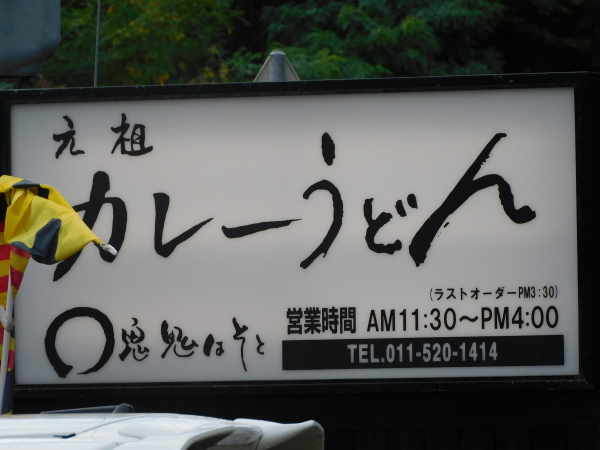 元祖
カレーうどん
(ラストオーダーPM3:30)
営業時間 AM11:30～PM4:00
鬼は そと
TEL.011-520-1414